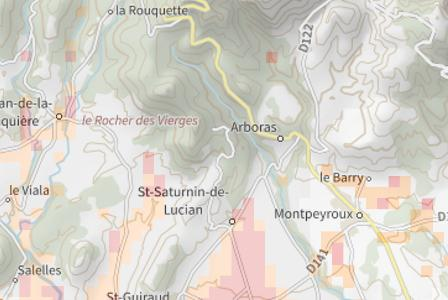 la Rouquette
D122
an-de-la-
quière
le Rocher des Vierges
Arboras
le Barry
le Viala
St-Saturnin-de-
Lucian
Montpeyroux
D141
Salelles
St-Guiraud